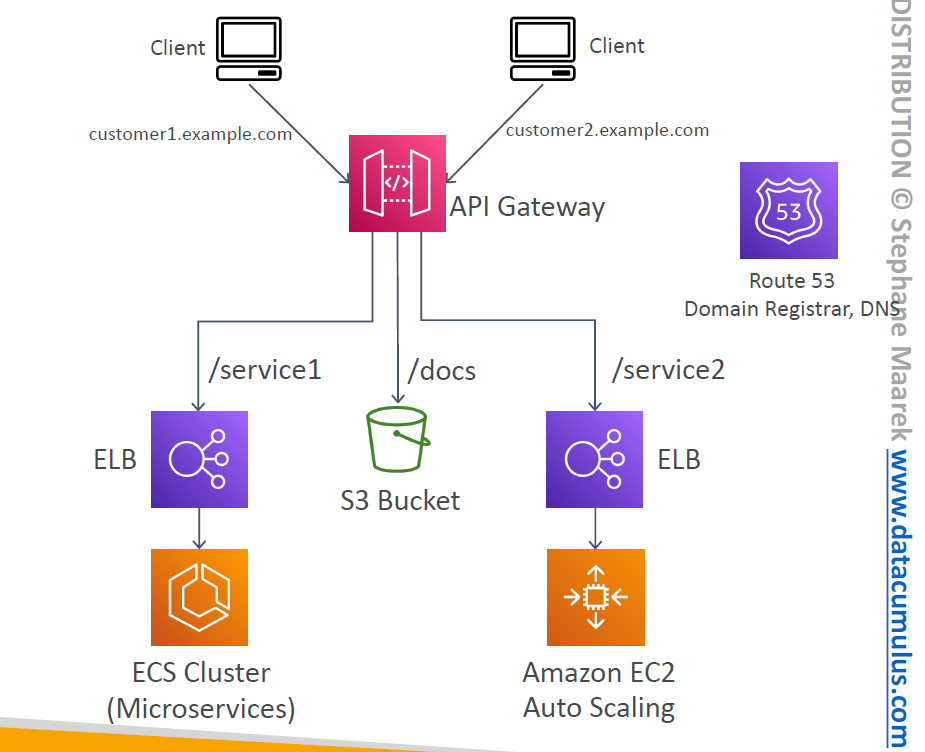 Client
Client
customer1.example.com
customer2.example.com
</>
API Gateway
53
Route 53
Domain Registrar, DNS
/service1
/docs
/service2
ELB
S3 Bucket
ELB
ECS Cluster
(Microservices)
Amazon EC2
Auto Scaling
DISTRIBUTION © Stephane Maarek www.datacumulus.com